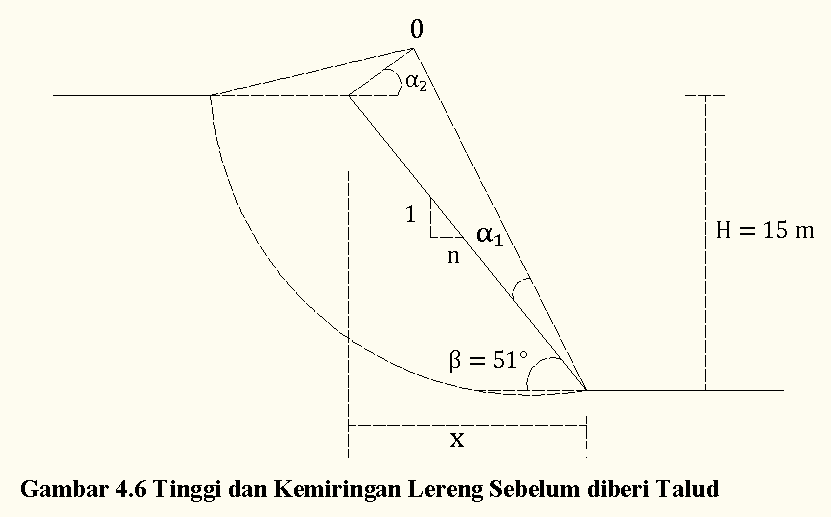 0
α₂
1
n
α₁
H = 15 m
β = 51°
x
Gambar 4.6 Tinggi dan Kemiringan Lereng Sebelum diberi Talud